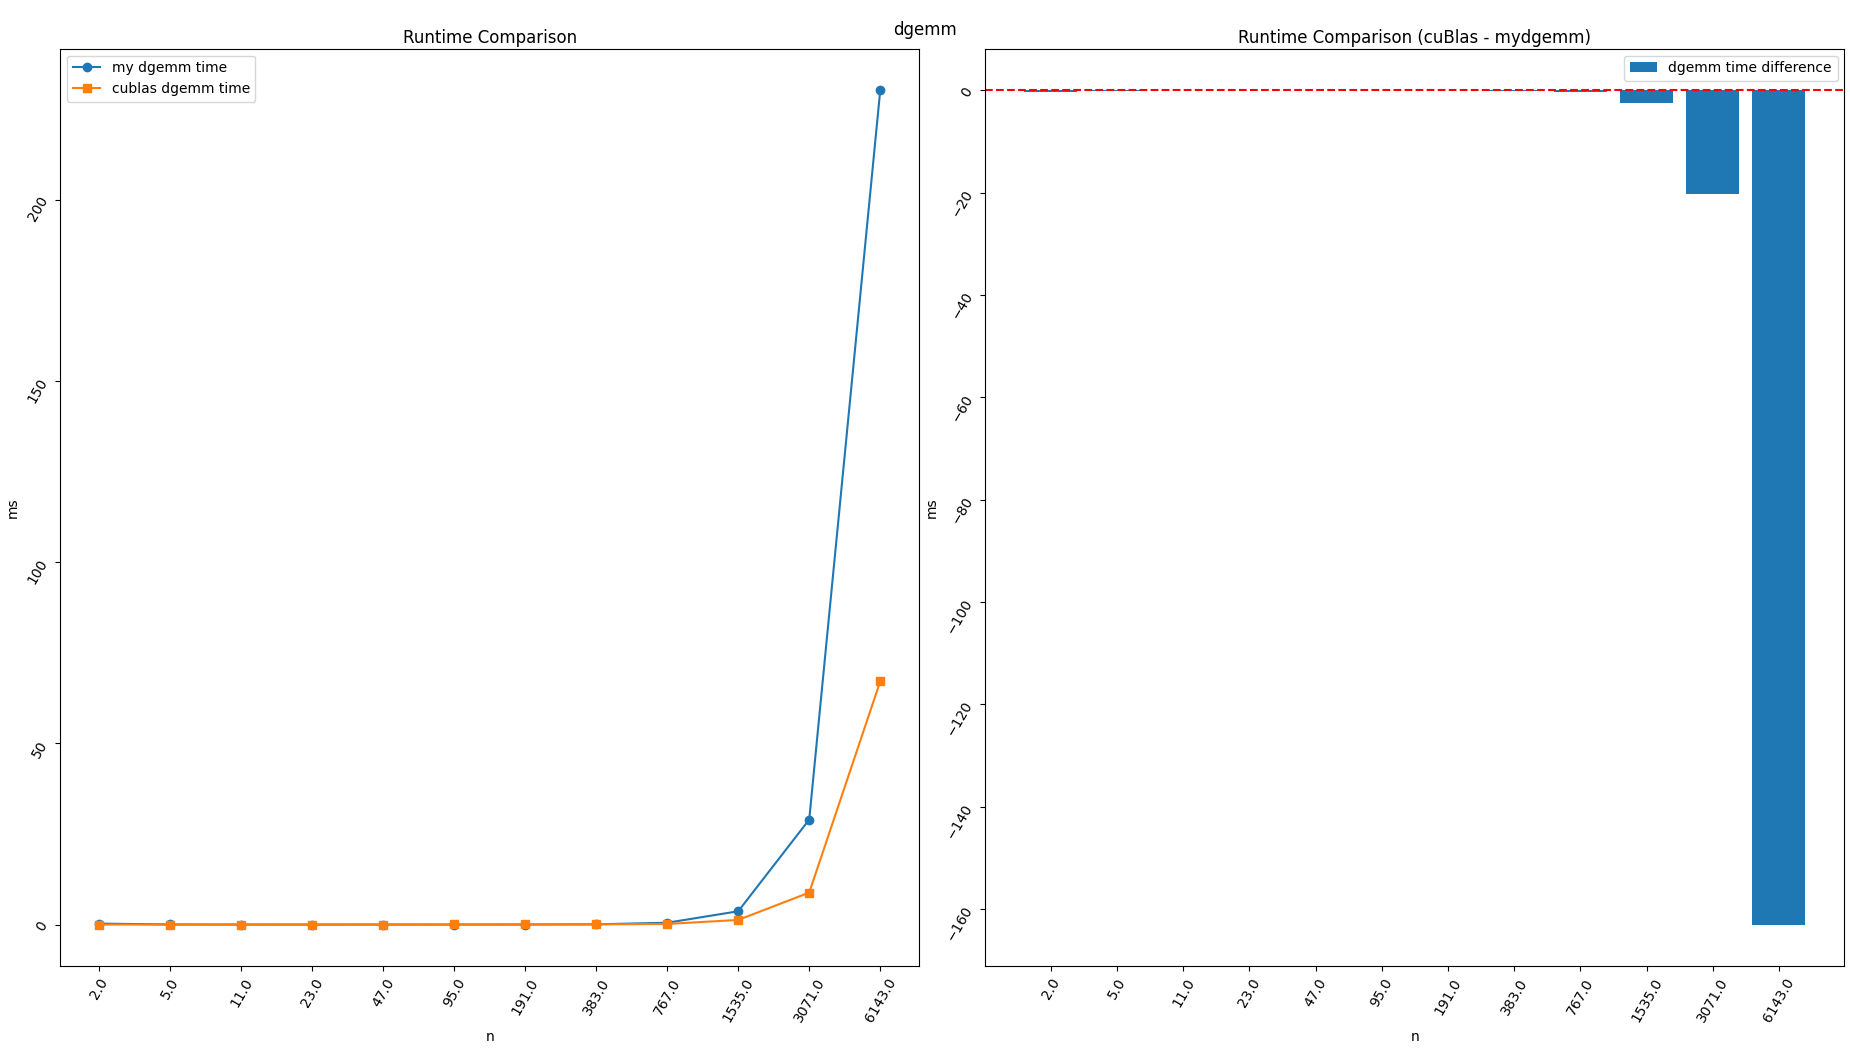 dgemm
Runtime Comparison
my dgemm time
cublas dgemm time
200
150
100
50
0
ms
2.0 5.0 11.0 23.0 47.0 95.0 191.0 383.0 767.0 1535.0 3071.0 6143.0
n
Runtime Comparison (cuBlas - mydgemm)
dgemm time difference
0
−20
−40
−60
−80
−100
−120
−140
−160
ms
2.0 5.0 11.0 23.0 47.0 95.0 191.0 383.0 767.0 1535.0 3071.0 6143.0
n